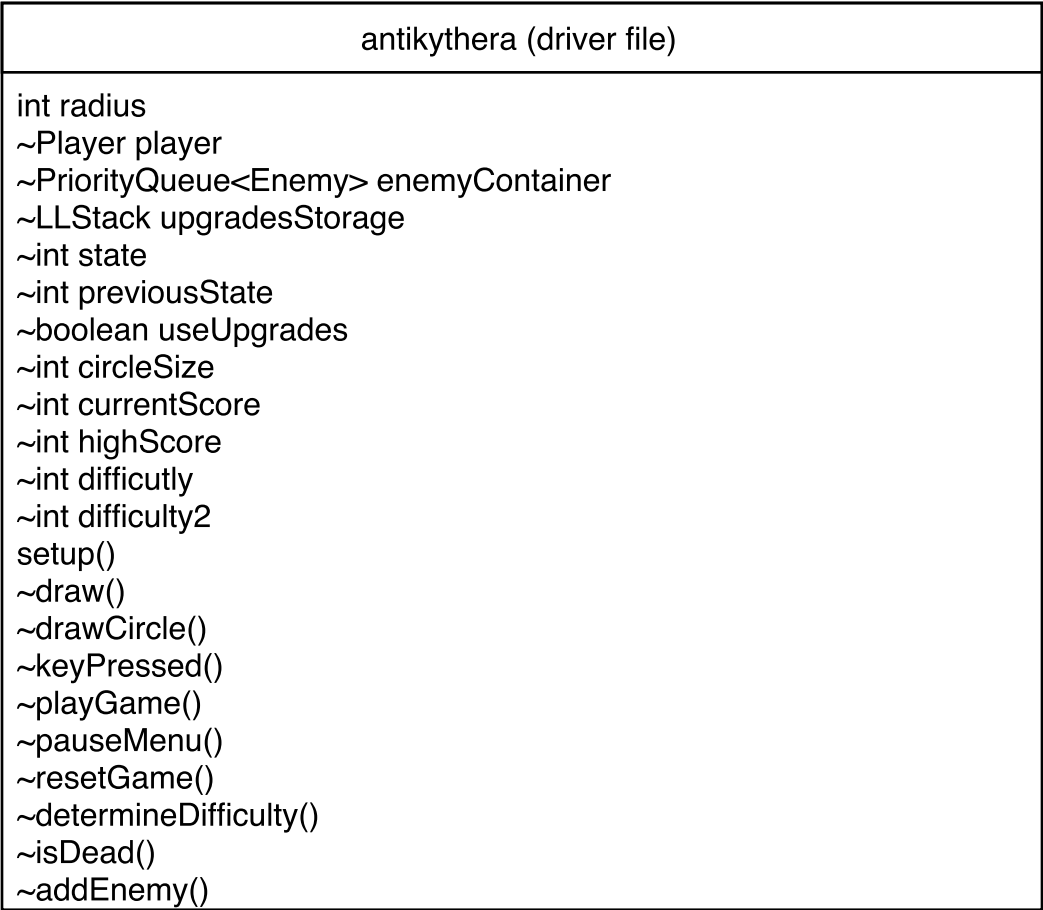 antikythera (driver file)
int radius
~Player player
~PriorityQueue<Enemy> enemyContainer
~LLStack upgradesStorage
~int state
~int previousState
~boolean useUpgrades
~int circleSize
~int currentScore
~int highScore
~int difficutly
~int difficulty2
setup()
~draw()
~drawCircle()
~keyPressed()
~playGame()
~pauseMenu()
~resetGame()
~determineDifficulty()
~isDead()
~addEnemy()